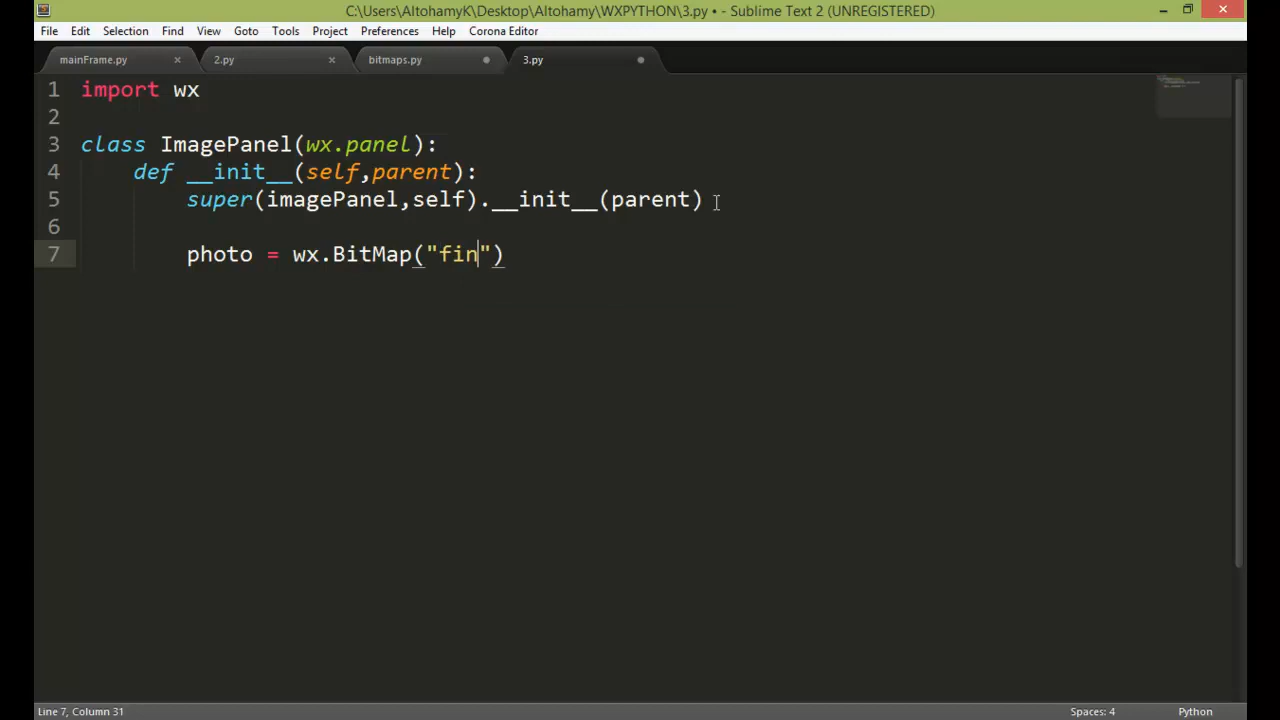 C:\Users\AltohamyK\Desktop\Altohamy\WXPYTHON\3.py • - Sublime Text 2 (UNREGISTERED)
File Edit Selection Find View Goto Tools Project Preferences Help Corona Editor
mainFrame.py 2.py bitmaps.py 3.py
1 import wx
2
3 class ImagePanel(wx.panel):
4 def __init__(self,parent):
5 super(imagePanel,self).__init__(parent)
6
7 photo = wx.BitMap("fin")
Line 7, Column 31 Spaces: 4 Python